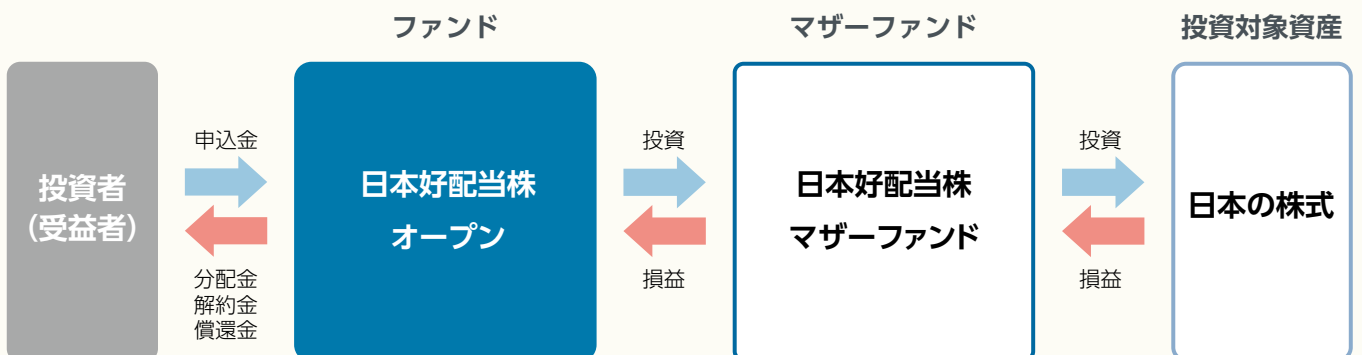 ファンド
マザーファンド
投資対象資産
投資者
(受益者)
申込金
分配金
解約金
償還金
日本好配当株
オープン
投資
損益
日本好配当株
マザーファンド
投資
損益
日本の株式